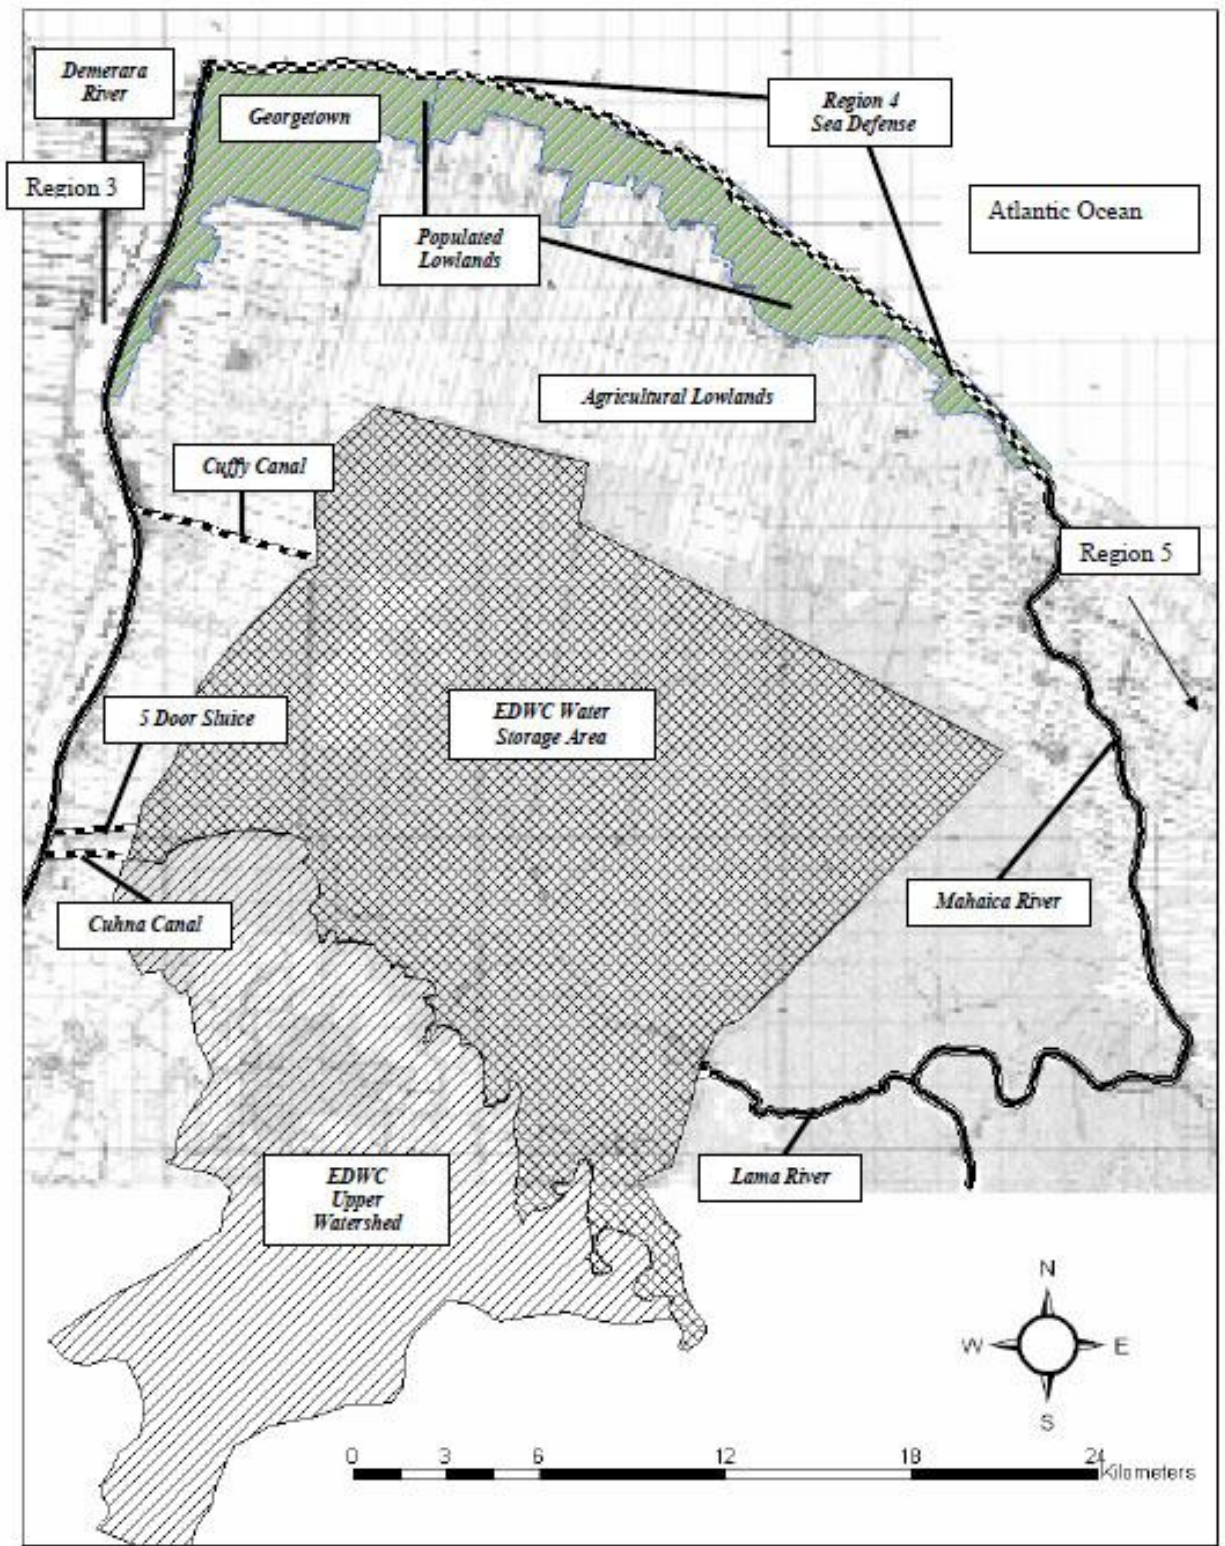 Demerara
River
Georgetown
Region 4
Sea Defense
Region 3
Atlantic Ocean
Populated
Lowlands
Agricultural Lowlands
Cuffy Canal
Region 5
5 Door Sluice
EDWC Water
Storage Area
Mahaica River
Cuhna Canal
EDWC
Upper
Watershed
Lama River
N
W
E
S
0 3 6 12 18 24
Kilometers